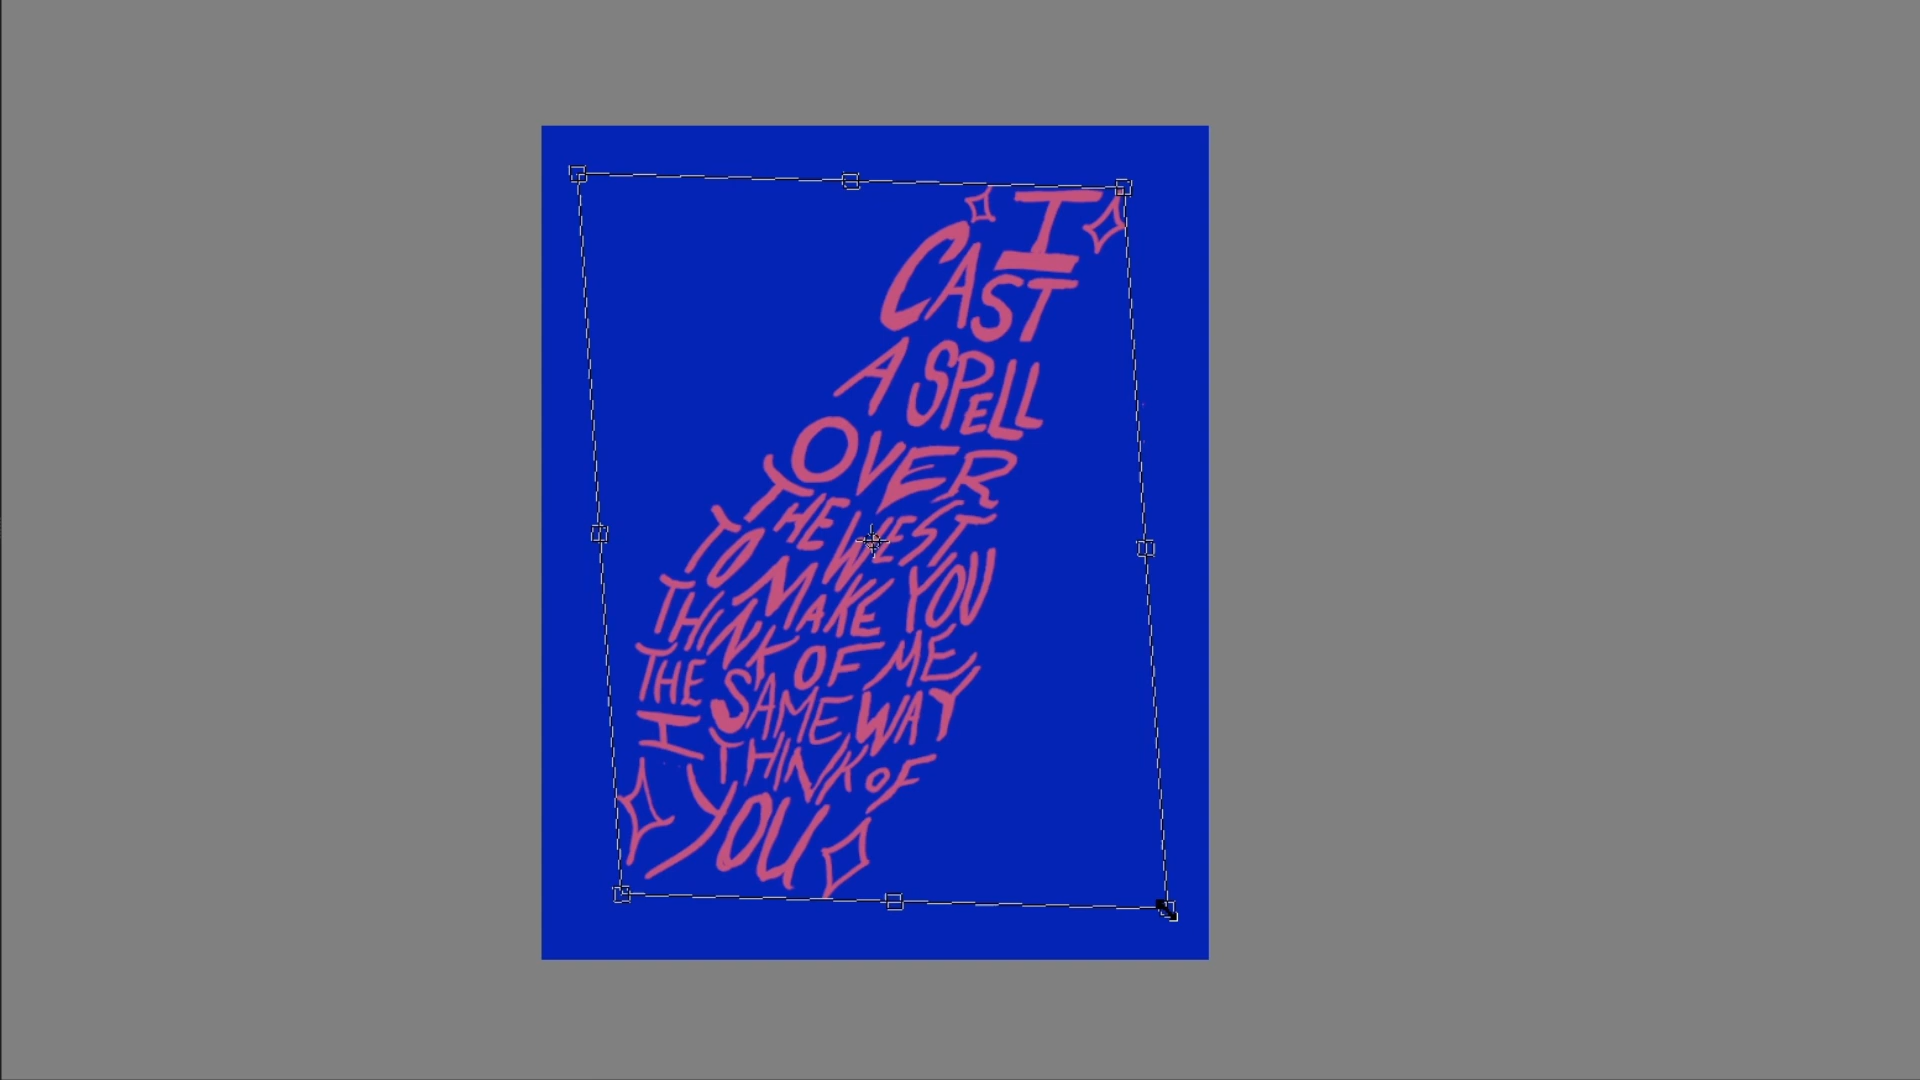 I
CAST
A SPELL
OVER
THE WEST
TO MAKE YOU
THINK OF ME
THE SAME WAY
I THINK OF
YOU